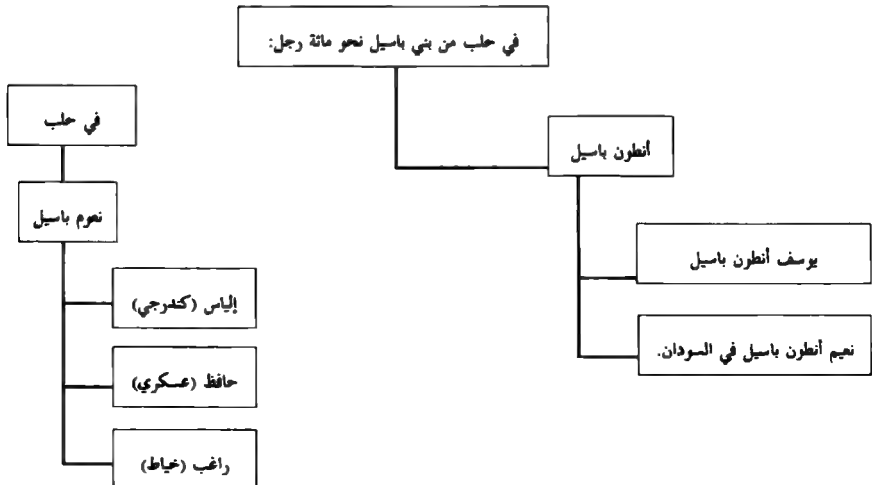 في حلب من بني باسيل نحو مائة رجل:
أنطون باسيل
يوسف أنطون باسيل
نعيم أنطون باسيل في السودان.
في حلب
نعوم باسيل
إلياس (كندرجي)
حافظ (عسكري)
راغب (خياط)